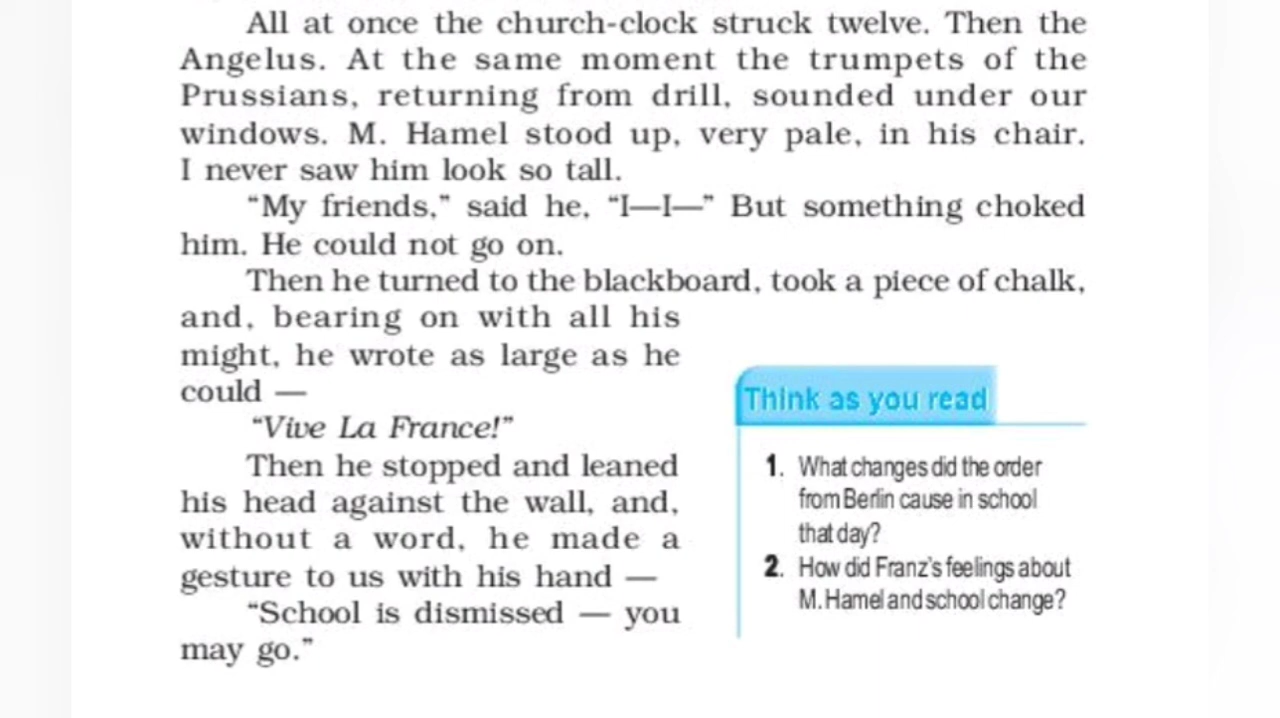 All at once the church-clock struck twelve. Then the
Angelus. At the same moment the trumpets of the
Prussians, returning from drill, sounded under our
windows. M. Hamel stood up, very pale, in his chair.
I never saw him look so tall.
“My friends,” said he, “I—I—” But something choked
him. He could not go on.
Then he turned to the blackboard, took a piece of chalk,
and, bearing on with all his
might, he wrote as large as he
could —
“Vive La France!”
Then he stopped and leaned
his head against the wall, and,
without a word, he made a
gesture to us with his hand —
“School is dismissed — you
may go.”
Think as you read
1. What changes did the order
from Berlin cause in school
that day?
2. How did Franz’s feelings about
M. Hamel and school change?